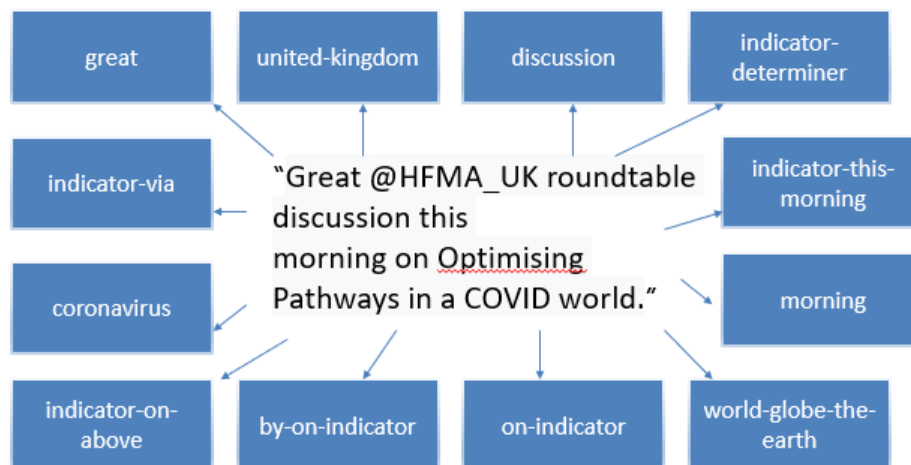 great
united-kingdom
discussion
indicator-
determiner
indicator-via
"Great @HFMA_UK roundtable
discussion this
morning on Optimising
Pathways in a COVID world."
indicator-this-
morning
coronavirus
morning
indicator-on-
above
by-on-indicator
on-indicator
world-globe-the-
earth